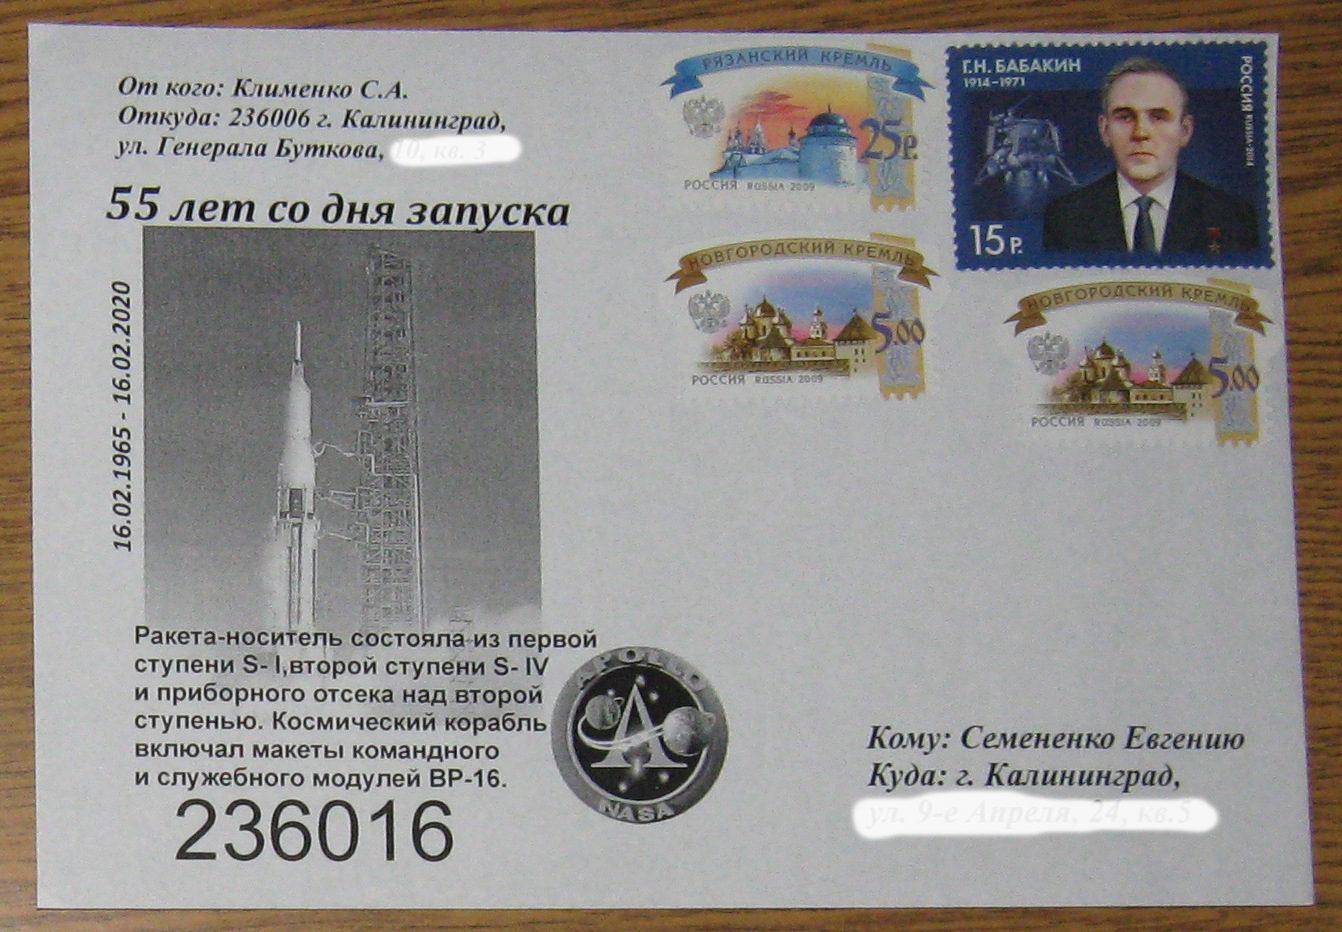 От кого: Клименко С.А.
Откуда: 236006 г. Калининград,
ул. Генерала Буткова,
55 лет со дня запуска
16.02.1965 - 16.02.2020
Ракета-носитель состояла из первой
ступени S- I,второй ступени S- IV
и приборного отсека над второй
ступенью. Космический корабль
включал макеты командного
и служебного модулей BP-16.
236016
APOLLO
NASA
РЯЗАНСКИЙ КРЕМЛЬ
25Р.
РОССИЯ RUSSIA 2009
Г.Н. БАБАКИН
1914–1971
РОССИЯ RUSSIA·2014
15 Р.
НОВГОРОДСКИЙ КРЕМЛЬ
5.00
РОССИЯ RUSSIA 2009
НОВГОРОДСКИЙ КРЕМЛЬ
5.00
РОССИЯ RUSSIA 2009
Кому: Семененко Евгению
Куда: г. Калининград,